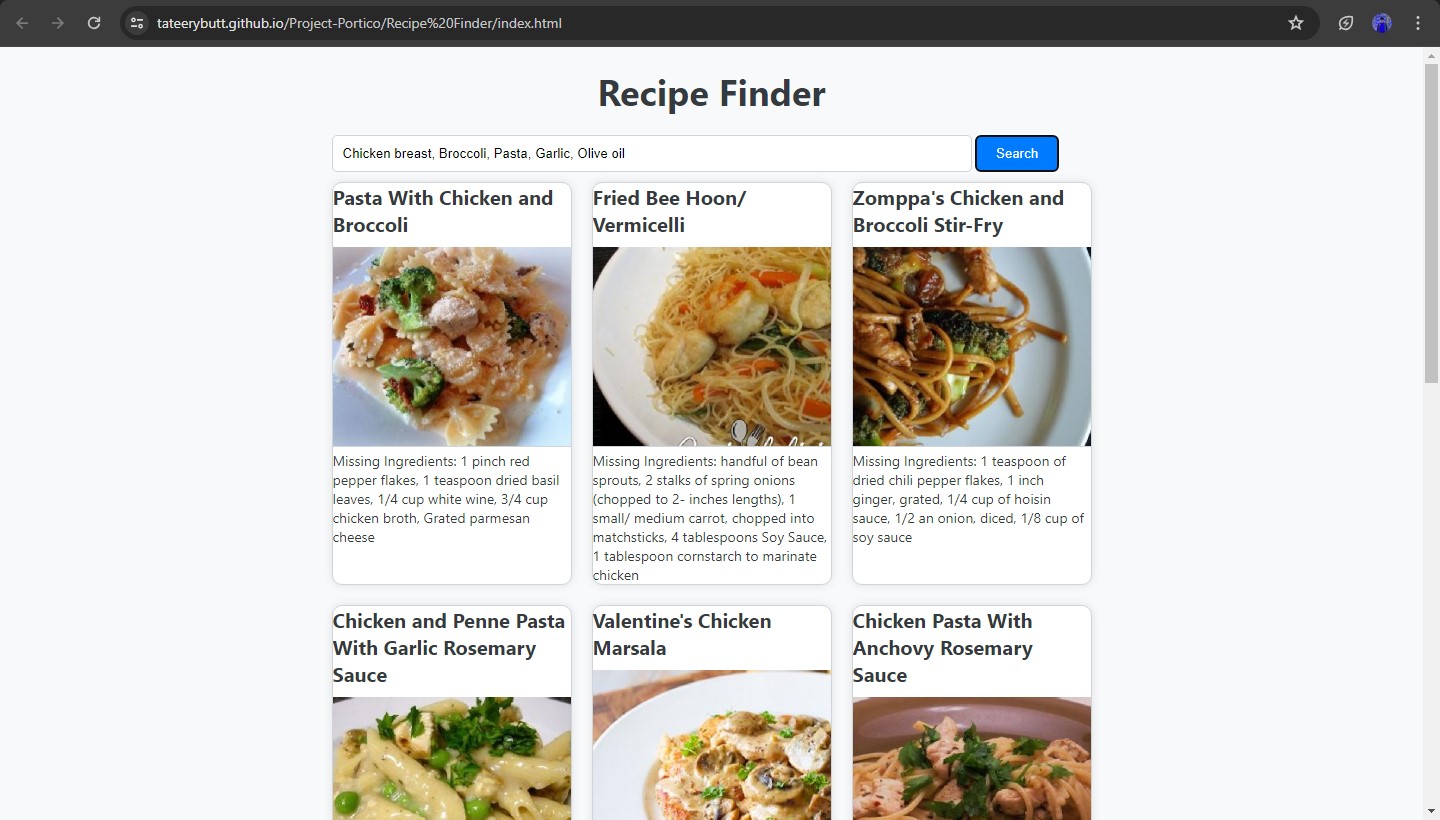 tateerybutt.github.io/Project-Portico/Recipe%20Finder/index.html
Recipe Finder
Chicken breast, Broccoli, Pasta, Garlic, Olive oil
Search
Pasta With Chicken and
Broccoli
Missing Ingredients: 1 pinch red
pepper flakes, 1 teaspoon dried basil
leaves, 1/4 cup white wine, 3/4 cup
chicken broth, Grated parmesan
cheese
Fried Bee Hoon/
Vermicelli
Missing Ingredients: handful of bean
sprouts, 2 stalks of spring onions
(chopped to 2- inches lengths), 1
small/ medium carrot, chopped into
matchsticks, 4 tablespoons Soy Sauce,
1 tablespoon cornstarch to marinate
chicken
Zomppa's Chicken and
Broccoli Stir-Fry
Missing Ingredients: 1 teaspoon of
dried chili pepper flakes, 1 inch
ginger, grated, 1/4 cup of hoisin
sauce, 1/2 an onion, diced, 1/8 cup of
soy sauce
Chicken and Penne Pasta
With Garlic Rosemary
Sauce
Valentine's Chicken
Marsala
Chicken Pasta With
Anchovy Rosemary
Sauce